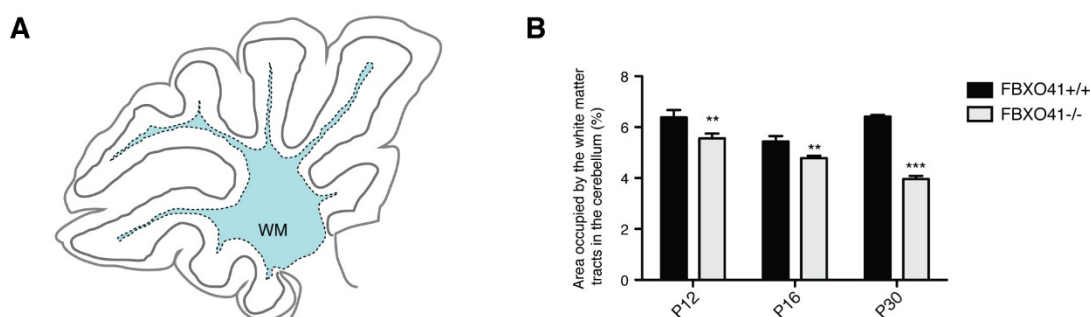 A
WM
B
Area occupied by the white matter
tracts in the cerebellum (%)
8
6
4
2
0
**
**
***
P12
P16
P30
FBXO41+/+
FBXO41-/-